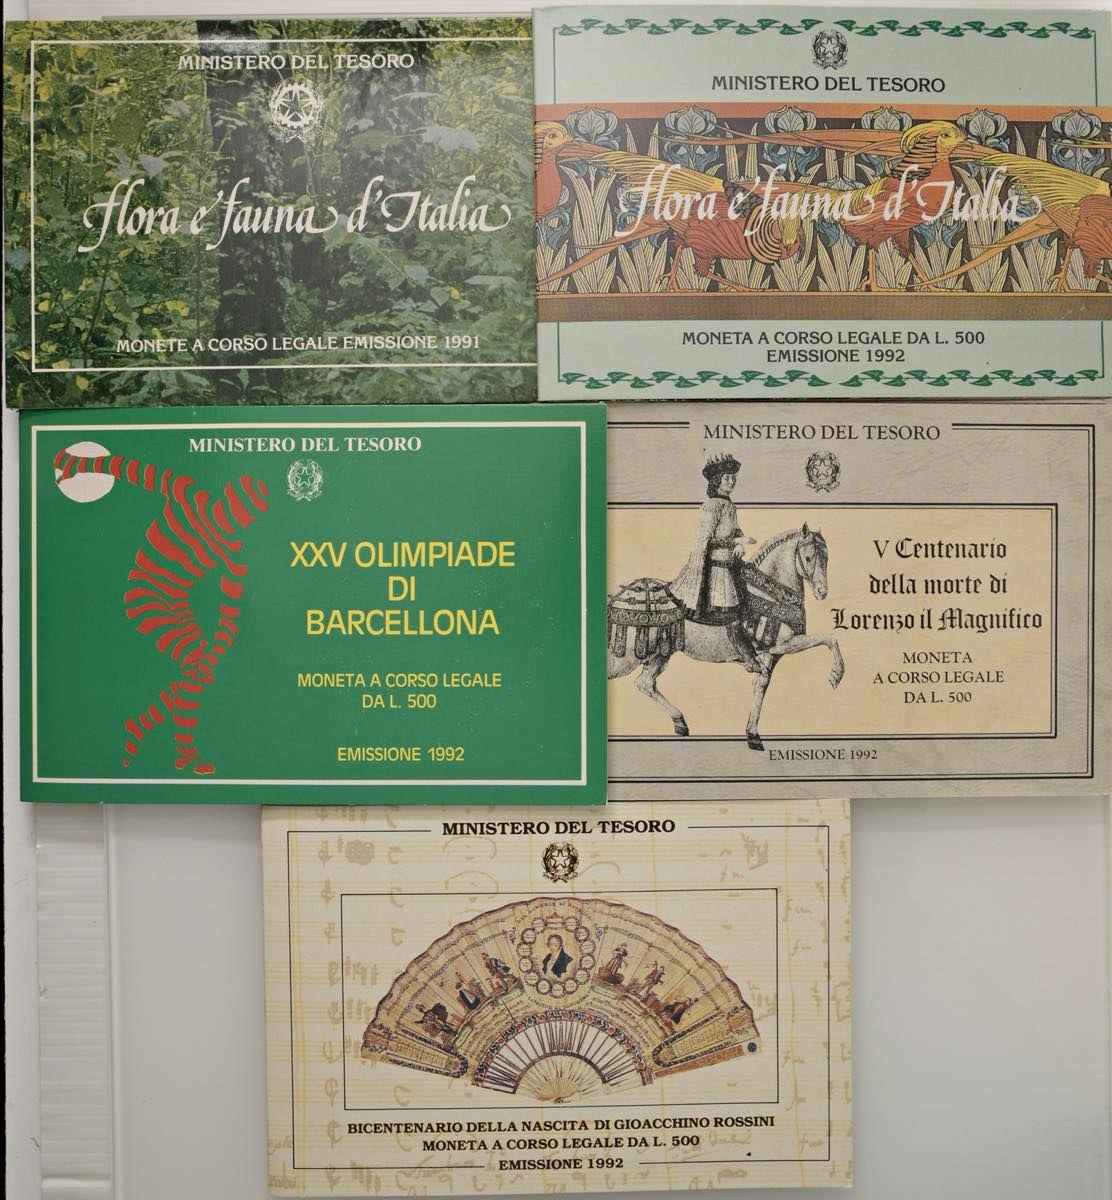 MINISTERO DEL TESORO
flora e fauna d'Italia
MONETE A CORSO LEGALE EMISSIONE 1991
MINISTERO DEL TESORO
flora e fauna d'Italia
MONETA A CORSO LEGALE DA L. 500
EMISSIONE 1992
MINISTERO DEL TESORO
XXV OLIMPIADE
DI
BARCELLONA
MONETA A CORSO LEGALE
DA L. 500
EMISSIONE 1992
MINISTERO DEL TESORO
V Centenario
della morte di
Lorenzo il Magnifico
MONETA
A CORSO LEGALE
DA L. 500
EMISSIONE 1992
MINISTERO DEL TESORO
BICENTENARIO DELLA NASCITA DI GIOACCHINO ROSSINI
MONETA A CORSO LEGALE DA L. 500
EMISSIONE 1992